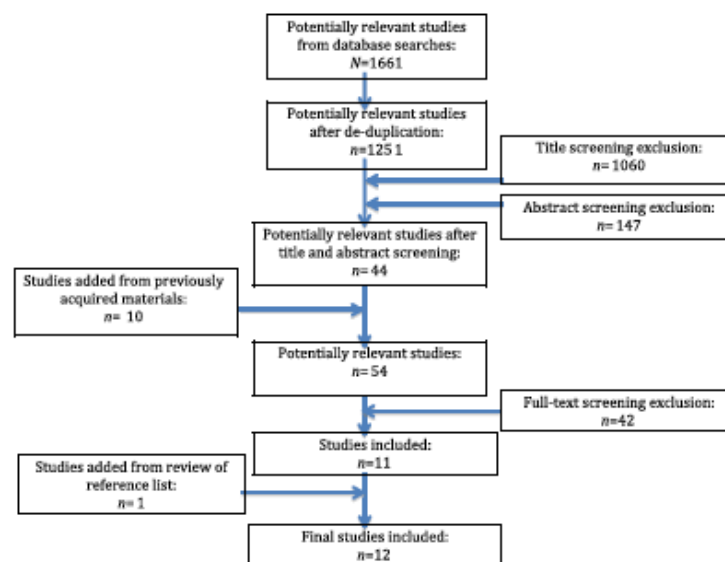 Potentially relevant studies
from database searches:
N=1661
Potentially relevant studies
after de-duplication:
n=1251
Title screening exclusion:
n= 1060
Abstract screening exclusion:
n= 147
Potentially relevant studies after
title and abstract screening:
n= 44
Studies added from previously
acquired materials:
n= 10
Potentially relevant studies:
n= 54
Full-text screening exclusion:
n=42
Studies included:
n=11
Studies added from review of
reference list:
n= 1
Final studies included:
n=12